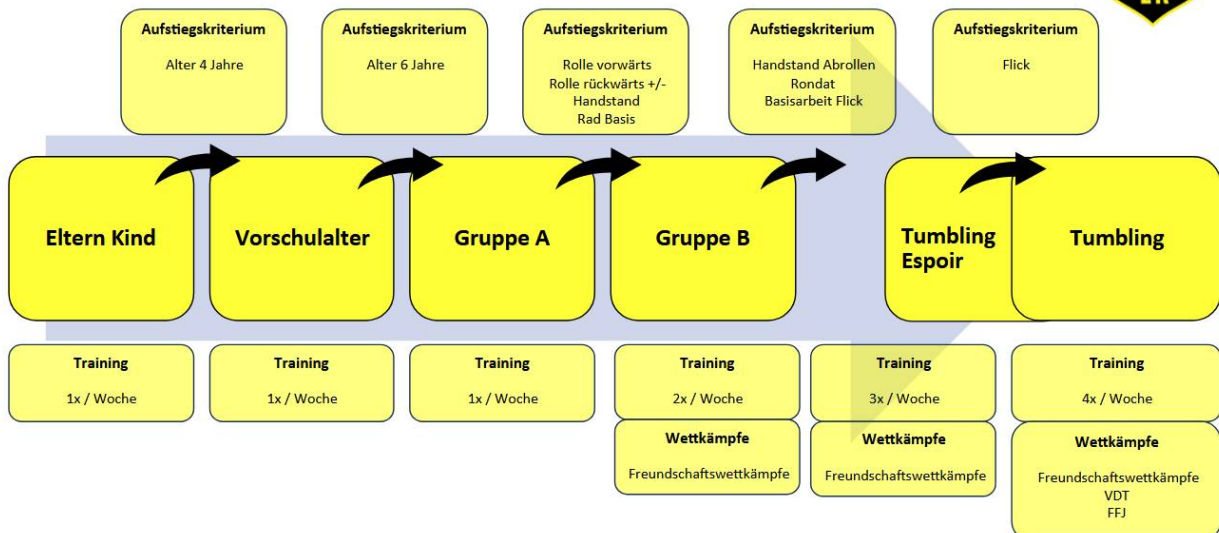 Aufstiegskriterium
Alter 4 Jahre
Aufstiegskriterium
Alter 6 Jahre
Aufstiegskriterium
Rolle vorwärts
Rolle rückwärts +/-
Handstand
Rad Basis
Aufstiegskriterium
Handstand Abrollen
Rondat
Basisarbeit Flick
Aufstiegskriterium
Flick
Eltern Kind
Vorschulalter
Gruppe A
Gruppe B
Tumbling
Espoir
Tumbling
Training
1x / Woche
Training
1x / Woche
Training
1x / Woche
Training
2x / Woche
Wettkämpfe
Freundschaftswettkämpfe
Training
3x / Woche
Wettkämpfe
Freundschaftswettkämpfe
Training
4x / Woche
Wettkämpfe
Freundschaftswettkämpfe
VDT
FFJ